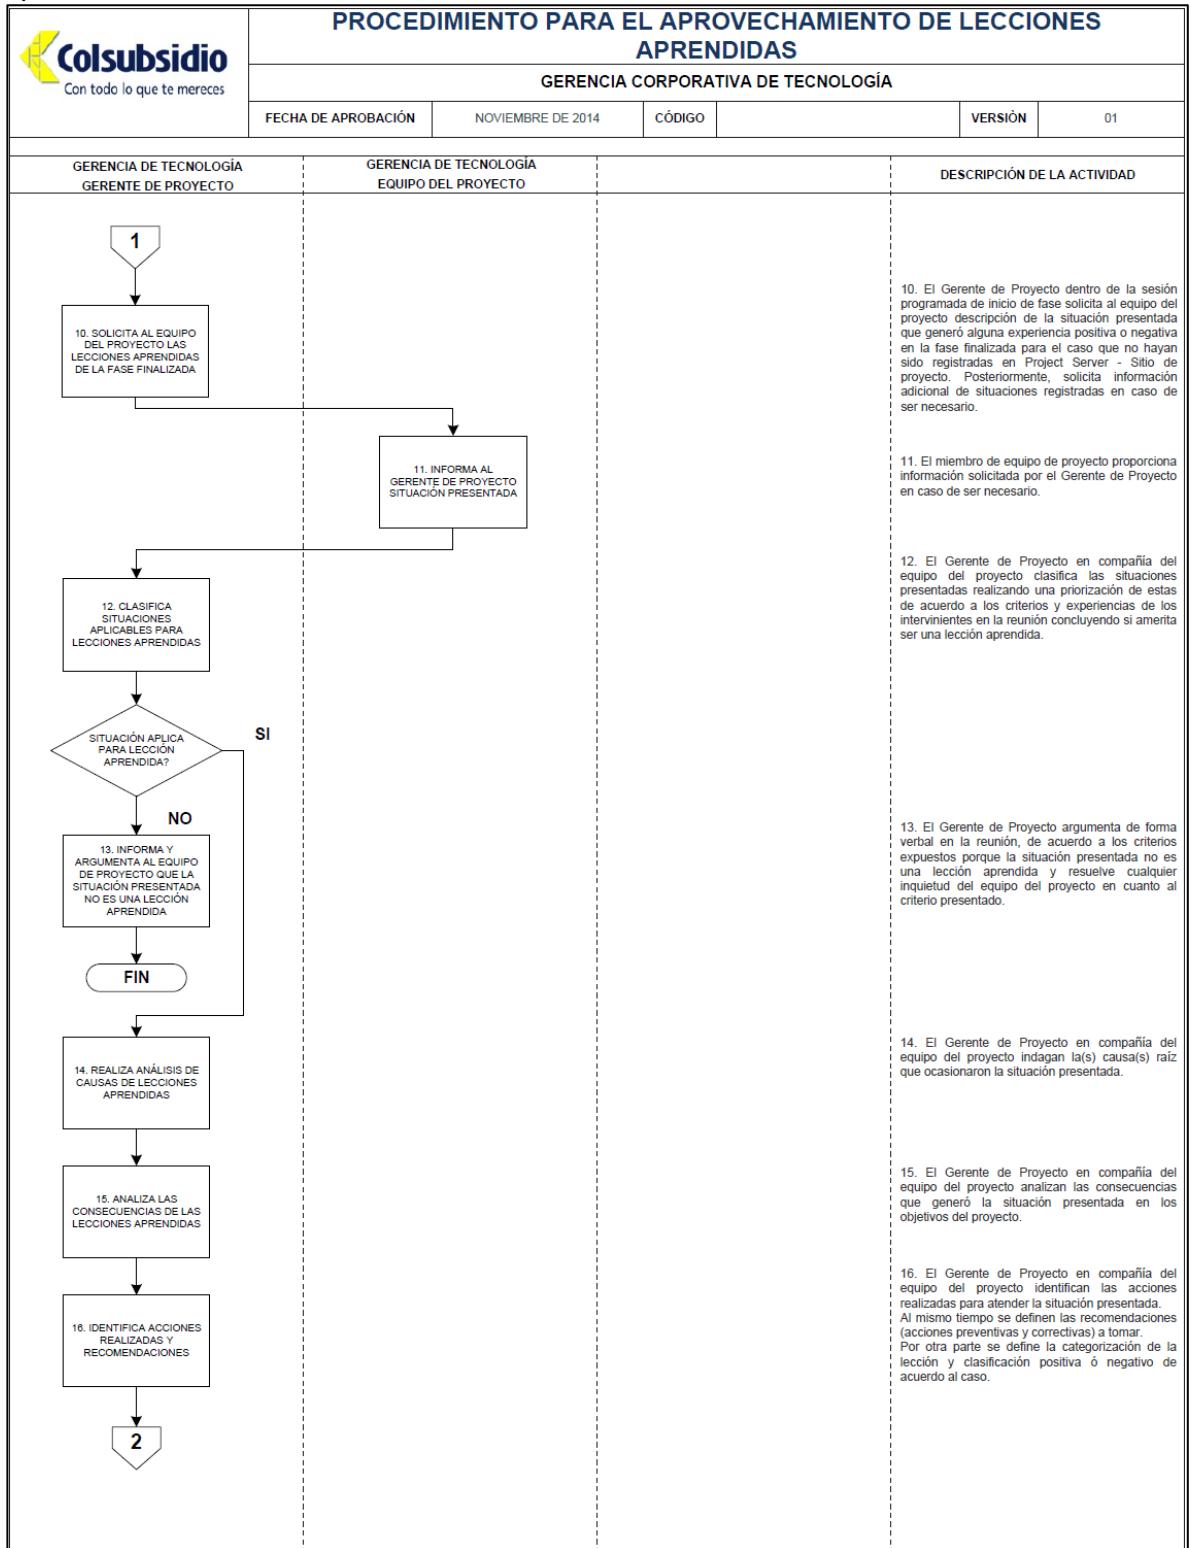 PROCEDIMIENTO PARA EL APROVECHAMIENTO DE LECCIONES
APRENDIDAS
Colsubsidio
Con todo lo que te mereces
GERENCIA CORPORATIVA DE TECNOLOGÍA
FECHA DE APROBACIÓN
NOVIEMBRE DE 2014
CÓDIGO
VERSIÒN
01
GERENCIA DE TECNOLOGÍA
GERENTE DE PROYECTO
GERENCIA DE TECNOLOGÍA
EQUIPO DEL PROYECTO
DESCRIPCIÓN DE LA ACTIVIDAD
1
10. SOLICITA AL EQUIPO
DEL PROYECTO LAS
LECCIONES APRENDIDAS
DE LA FASE FINALIZADA
10. El Gerente de Proyecto dentro de la sesión
programada de inicio de fase solicita al equipo del
proyecto descripción de la situación presentada
que generó alguna experiencia positiva o negativa
en la fase finalizada para el caso que no hayan
sido registradas en Project Server - Sitio de
proyecto. Posteriormente, solicita información
adicional de situaciones registradas en caso de
ser necesario.
11. INFORMA AL
GERENTE DE PROYECTO
SITUACIÓN PRESENTADA
11. El miembro de equipo de proyecto proporciona
información solicitada por el Gerente de Proyecto
en caso de ser necesario.
12. CLASIFICA
SITUACIONES
APLICABLES PARA
LECCIONES APRENDIDAS
12. El Gerente de Proyecto en compañía del
equipo del proyecto clasifica las situaciones
presentadas realizando una priorización de estas
de acuerdo a los criterios y experiencias de los
intervinientes en la reunión concluyendo si amerita
ser una lección aprendida.
SITUACIÓN APLICA
PARA LECCIÓN
APRENDIDA?
SI
NO
13. INFORMA Y
ARGUMENTA AL EQUIPO
DE PROYECTO QUE LA
SITUACIÓN PRESENTADA
NO ES UNA LECCIÓN
APRENDIDA
13. El Gerente de Proyecto argumenta de forma
verbal en la reunión, de acuerdo a los criterios
expuestos porque la situación presentada no es
una lección aprendida y resuelve cualquier
inquietud del equipo del proyecto en cuanto al
criterio presentado.
FIN
14. REALIZA ANÁLISIS DE
CAUSAS DE LECCIONES
APRENDIDAS
14. El Gerente de Proyecto en compañía del
equipo del proyecto indagan la(s) causa(s) raíz
que ocasionaron la situación presentada.
15. ANALIZA LAS
CONSECUENCIAS DE LAS
LECCIONES APRENDIDAS
15. El Gerente de Proyecto en compañía del
equipo del proyecto analizan las consecuencias
que generó la situación presentada en los
objetivos del proyecto.
16. IDENTIFICA ACCIONES
REALIZADAS Y
RECOMENDACIONES
16. El Gerente de Proyecto en compañía del
equipo del proyecto identifican las acciones
realizadas para atender la situación presentada.
Al mismo tiempo se definen las recomendaciones
(acciones preventivas y correctivas) a tomar.
Por otra parte se define la categorización de la
lección y clasificación positiva ó negativo de
acuerdo al caso.
2